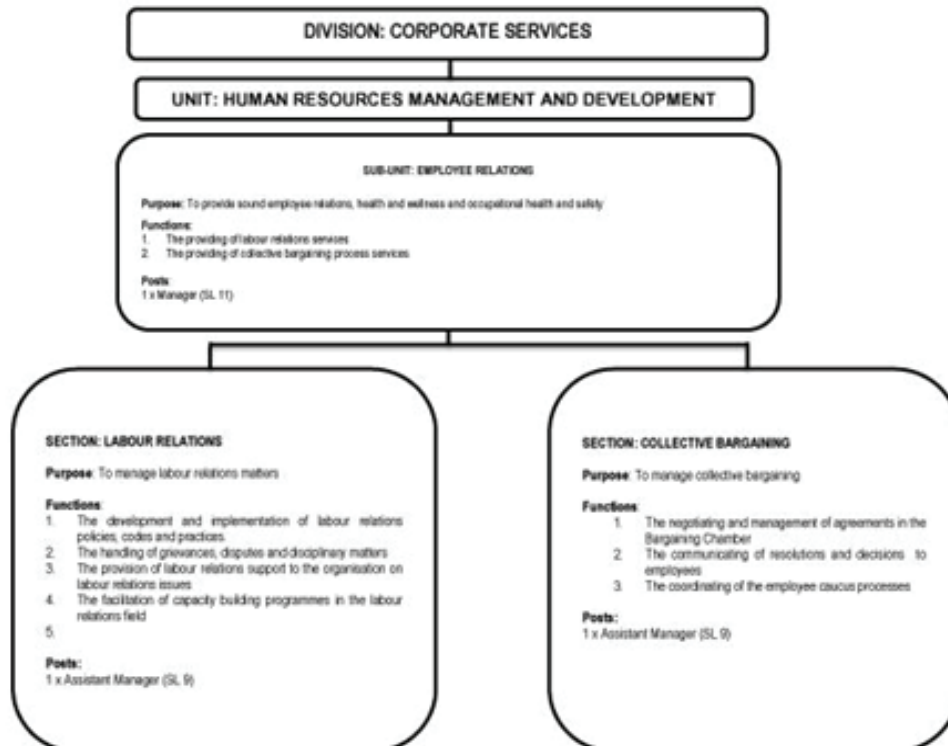 DIVISION: CORPORATE SERVICES
UNIT: HUMAN RESOURCES MANAGEMENT AND DEVELOPMENT
SUB-UNIT: EMPLOYEE RELATIONS
Purpose: To provide sound employee relations, health and wellness and occupational health and safety
Functions:
1. The providing of labour relations services
2. The providing of collective bargaining process services
Posts:
1 x Manager (SL 11)
SECTION: LABOUR RELATIONS
Purpose: To manage labour relations matters
Functions:
1. The development and implementation of labour relations
policies, codes and practices.
2. The handling of grievances, disputes and disciplinary matters
3. The provision of labour relations support to the organisation on
labour relations issues
4. The facilitation of capacity building programmes in the labour
relations field
5.
Posts:
1 x Assistant Manager (SL 9)
SECTION: COLLECTIVE BARGAINING
Purpose: To manage collective bargaining
Functions:
1. The negotiating and management of agreements in the
Bargaining Chamber
2. The communicating of resolutions and decisions to
employees
3. The coordinating of the employee caucus processes
Posts:
1 x Assistant Manager (SL 9)